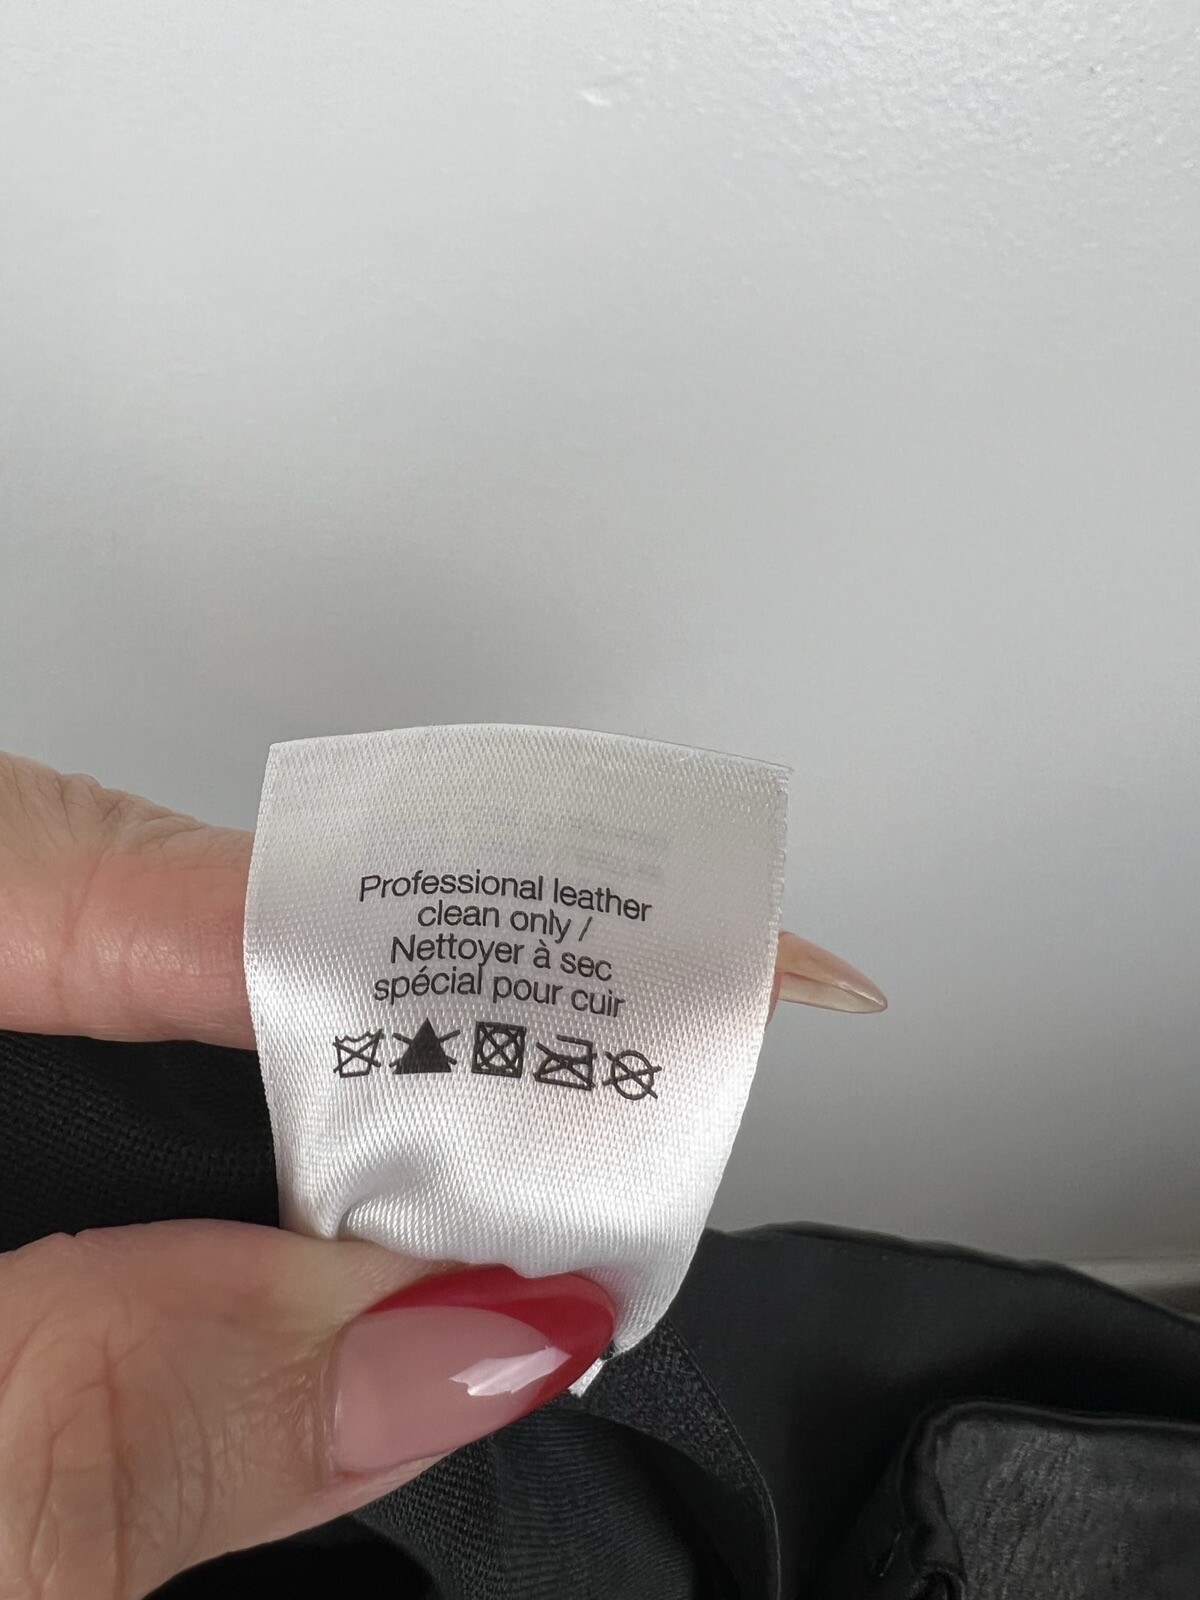 Professional leather
clean only /
Nettoyer à sec
spécial pour cuir